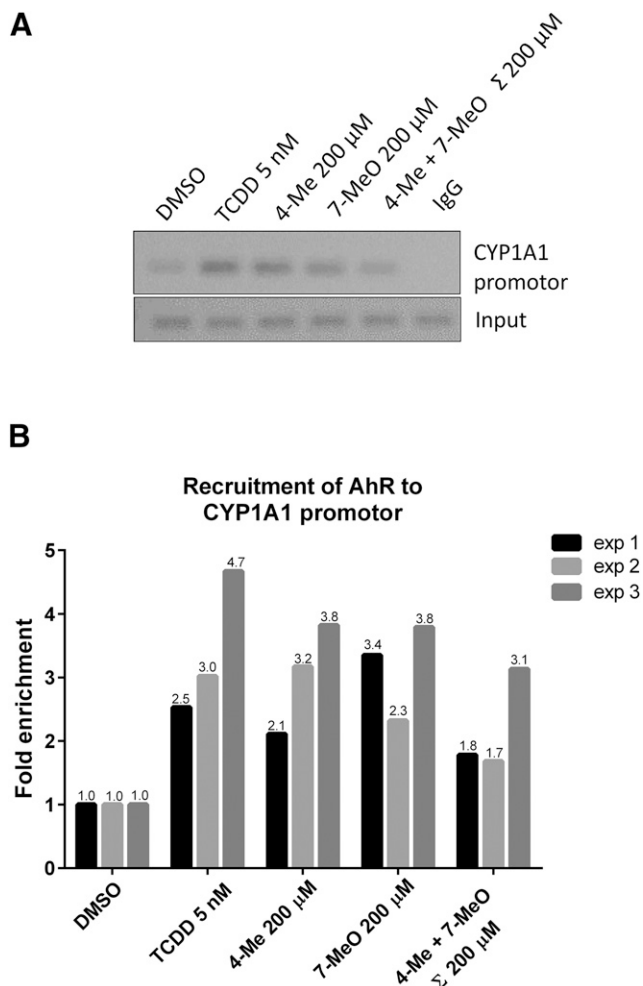 A
DMSO
TCDD 5 nM
4-Me 200 µM
7-MeO 200 µM
4-Me + 7-MeO Σ 200 µM
IgG
CYP1A1
promotor
Input
B
Recruitment of AhR to
CYP1A1 promotor
exp 1
exp 2
exp 3
Fold enrichment
5
4
3
2
1
0
1.0 1.0 1.0
2.5 3.0 4.7
2.1 3.2 3.8
3.4 2.3 3.8
1.8 1.7 3.1
DMSO
TCDD 5 nM
4-Me 200 µM
7-MeO 200 µM
4-Me + 7-MeO
Σ 200 µM